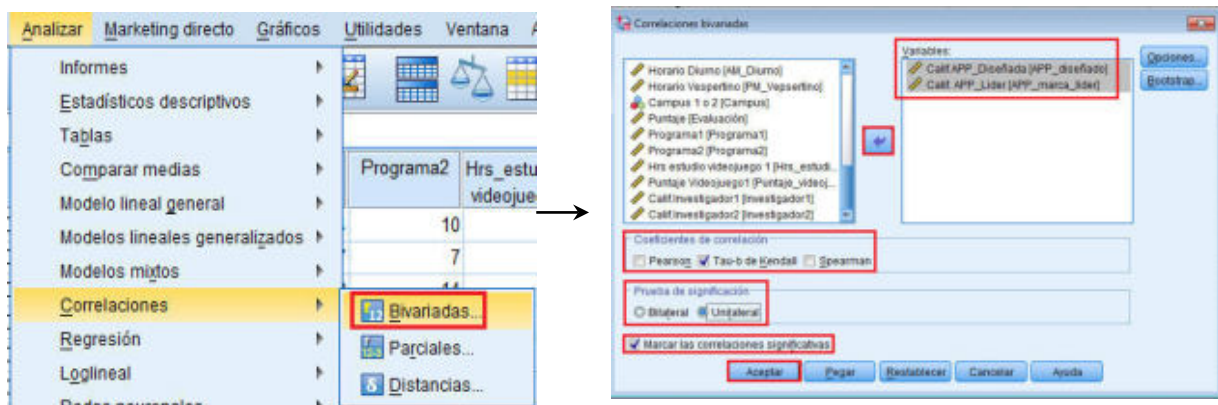 Analizar Marketing directo Gráficos Utilidades Ventana
Informes
Estadísticos descriptivos
Tablas
Comparar medias
Modelo lineal general
Modelos lineales generalizados
Modelos mixtos
Correlaciones
Regresión
Loglineal
Redes neuronales
Programa2 Hrs_estu
videojue
10
7
14
Bivariadas...
Parciales...
Distancias...
Correlaciones bivariadas
Horario Diurno [AM_Diurno]
Horario Vespertino [PM_Vepsertino]
Campus 1 o 2 [Campus]
Puntaje [Evaluación]
Programa1 [Programa1]
Programa2 [Programa2]
Hrs estudio videojuego 1 [Hrs_estudi...
Puntaje Videojuego1 [Puntaje_videoj...
Calif.Investigador1 [Investigador1]
Calif.Investigador2 [Investigador2]
Variables:
Calif.APP_Diseñada [APP_diseñado]
Calif. APP_Lider [APP_marca_lider]
Opciones...
Bootstrap...
Coeficientes de correlación
Pearson Tau-b de Kendall Spearman
Prueba de significación
Bilateral Unilateral
Marcar las correlaciones significativas
Aceptar Pegar Restablecer Cancelar Ayuda